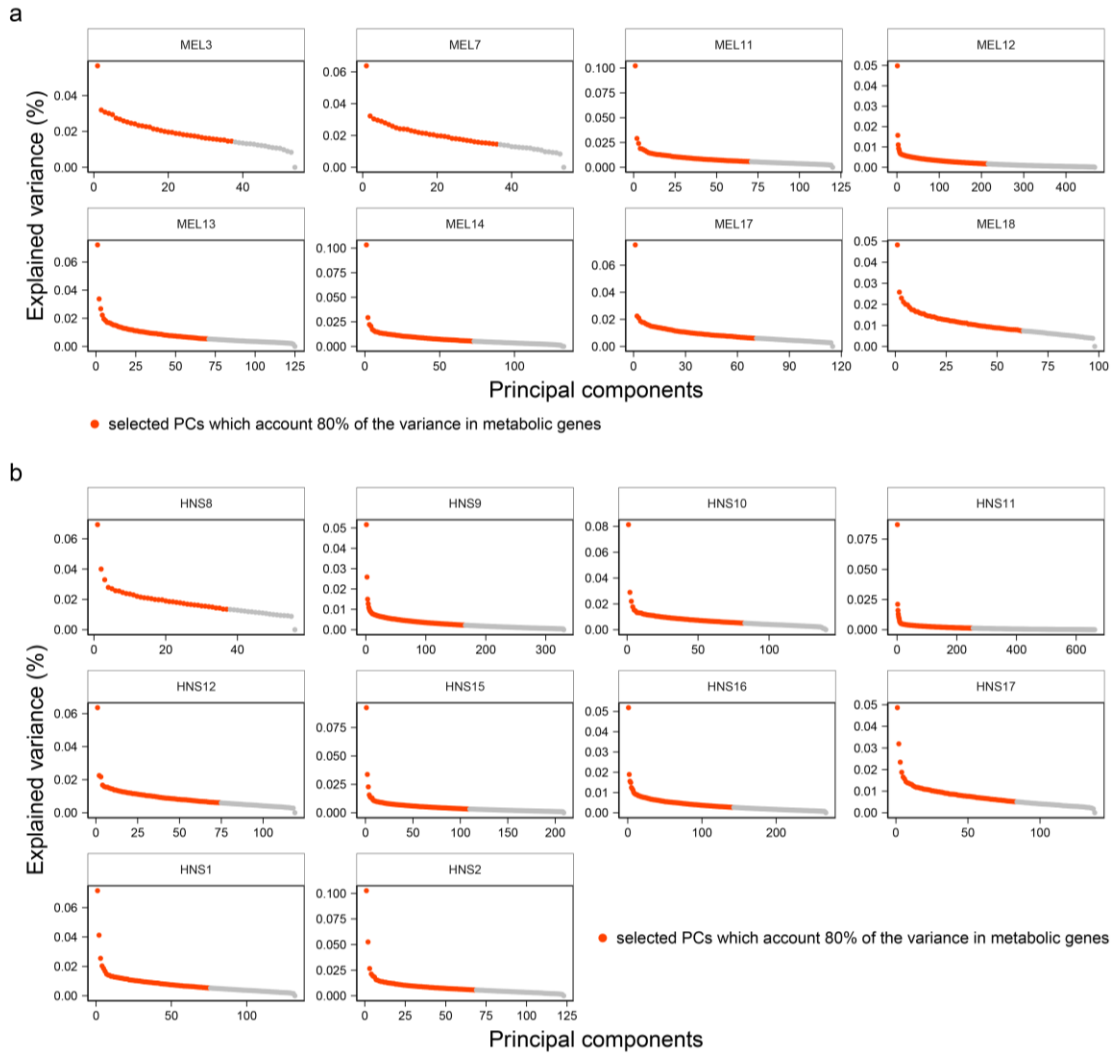 a
MEL3 MEL7 MEL11 MEL12
0.04 0.02 0.00
0 20 40
0.06 0.04 0.02 0.00
0 20 40
0.100 0.075 0.050 0.025 0.000
0 25 50 75 100 125
0.05 0.04 0.03 0.02 0.01 0.00
0 100 200 300 400
MEL13 MEL14 MEL17 MEL18
0.06 0.04 0.02 0.00
0 25 50 75 100 125
0.100 0.075 0.050 0.025 0.000
0 50 100
0.06 0.04 0.02 0.00
0 30 60 90 120
0.05 0.04 0.03 0.02 0.01 0.00
0 25 50 75 100
Explained variance (%)
Principal components
selected PCs which account 80% of the variance in metabolic genes
b
HNS8 HNS9 HNS10 HNS11
0.06 0.04 0.02 0.00
0 20 40
0.05 0.04 0.03 0.02 0.01 0.00
0 100 200 300
0.08 0.06 0.04 0.02 0.00
0 50 100
0.075 0.050 0.025 0.000
0 200 400 600
HNS12 HNS15 HNS16 HNS17
0.06 0.04 0.02 0.00
0 25 50 75 100
0.075 0.050 0.025 0.000
0 50 100 150 200
0.05 0.04 0.03 0.02 0.01 0.00
0 100 200
0.05 0.04 0.03 0.02 0.01 0.00
0 50 100
HNS1 HNS2
0.06 0.04 0.02 0.00
0 50 100
0.100 0.075 0.050 0.025 0.000
0 25 50 75 100 125
Explained variance (%)
selected PCs which account 80% of the variance in metabolic genes
Principal components